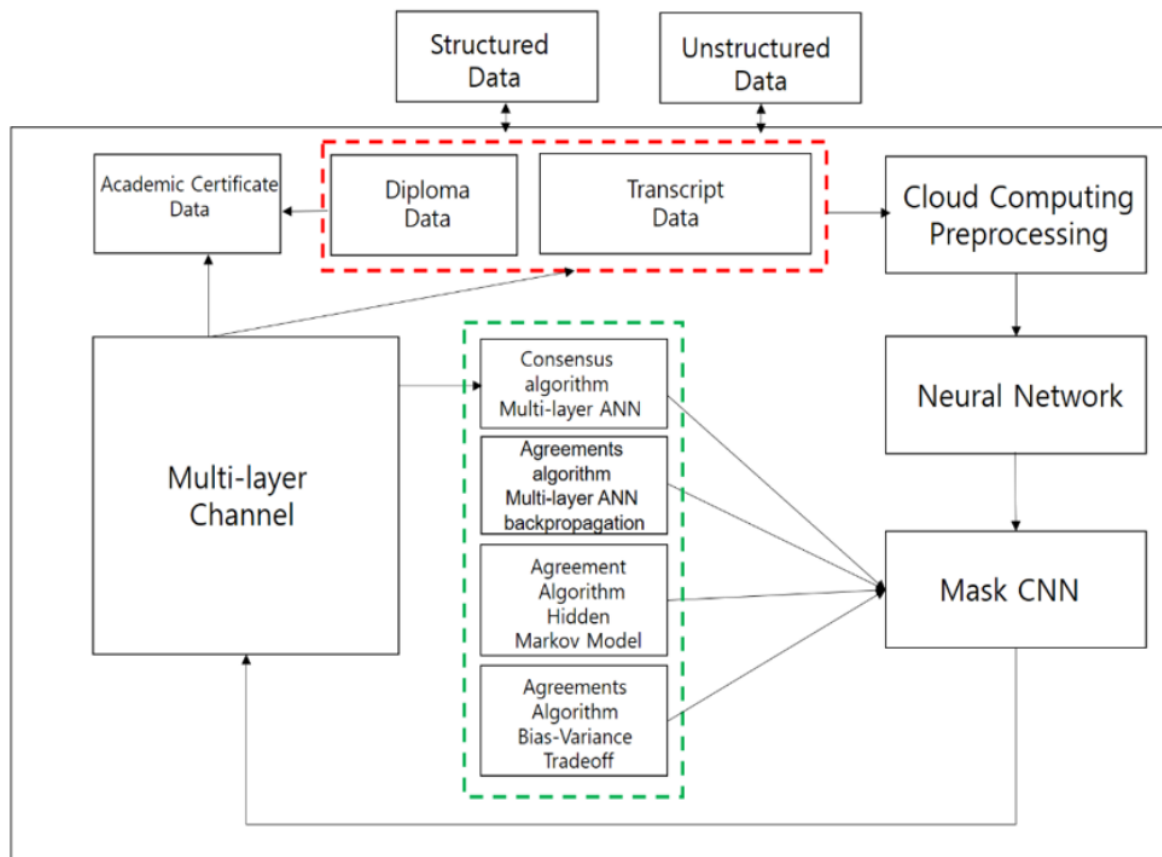 Structured
Data
Unstructured
Data
Academic Certificate
Data
Diploma
Data
Transcript
Data
Cloud Computing
Preprocessing
Multi-layer
Channel
Consensus
algorithm
Multi-layer ANN
Agreements
algorithm
Multi-layer ANN
backpropagation
Agreement
Algorithm
Hidden
Markov Model
Agreements
Algorithm
Bias-Variance
Tradeoff
Neural Network
Mask CNN